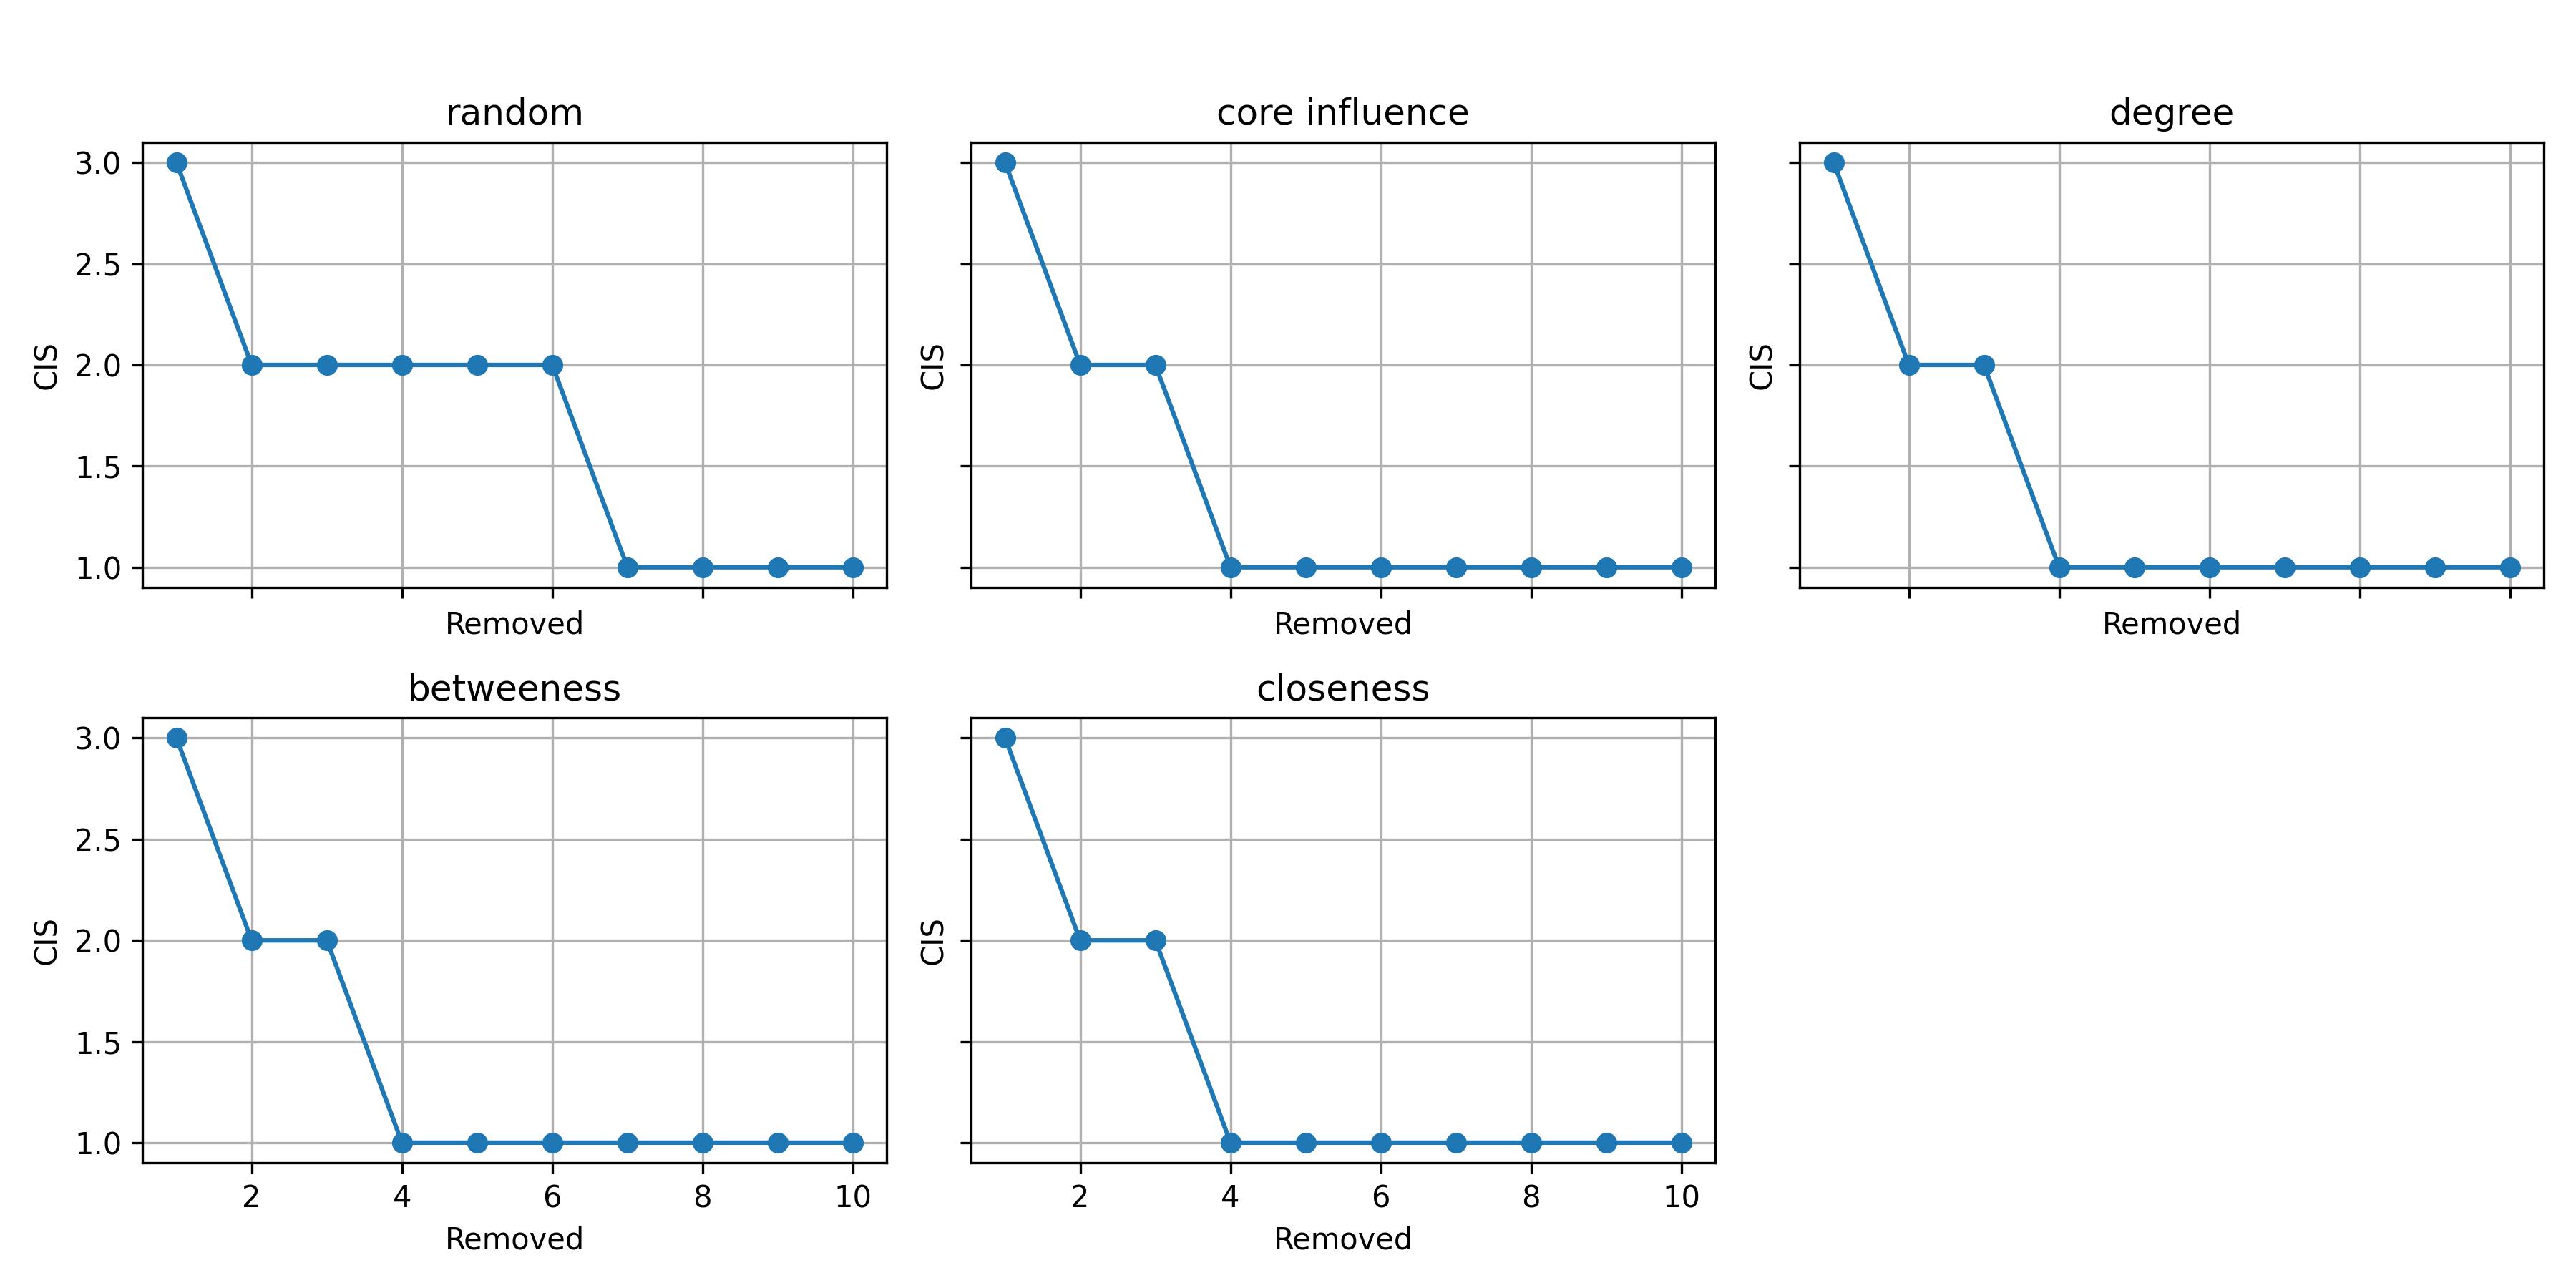 random
3.0
2.5
2.0
1.5
1.0
CIS
Removed
core influence
CIS
Removed
degree
CIS
Removed
betweeness
3.0
2.5
2.0
1.5
1.0
CIS
2 4 6 8 10
Removed
closeness
CIS
2 4 6 8 10
Removed